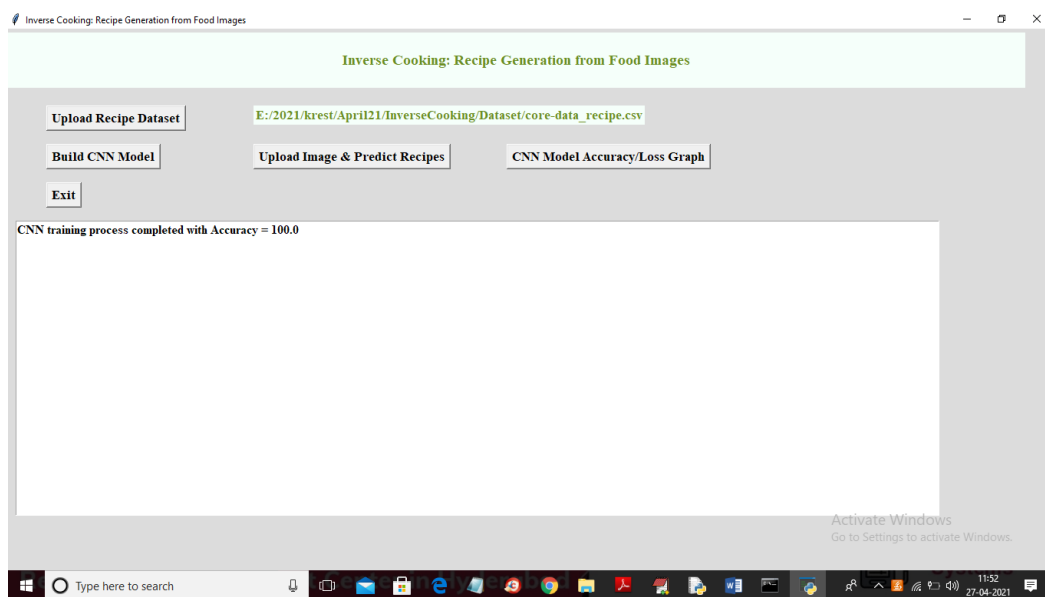 Inverse Cooking: Recipe Generation from Food Images
Inverse Cooking: Recipe Generation from Food Images
Upload Recipe Dataset
E:/2021/krest/April21/InverseCooking/Dataset/core-data_recipe.csv
Build CNN Model
Upload Image & Predict Recipes
CNN Model Accuracy/Loss Graph
Exit
CNN training process completed with Accuracy = 100.0
Activate Windows
Go to Settings to activate Windows.
Type here to search
11:52
27-04-2021